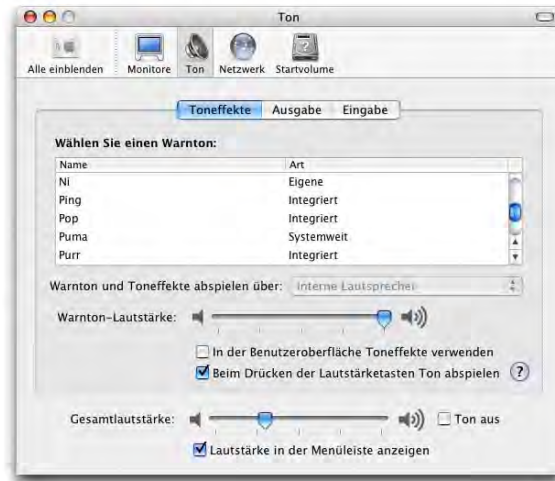 Ton
Alle einblenden Monitore Ton Netzwerk Startvolume
Toneffekte Ausgabe Eingabe
Wählen Sie einen Warnton:
Name Art
Ni Eigene
Ping Integriert
Pop Integriert
Puma Systemweit
Purr Integriert
Warnton und Toneffekte abspielen über: Interne Lautsprecher
Warnton-Lautstärke:
In der Benutzeroberfläche Toneffekte verwenden
Beim Drücken der Lautstärketasten Ton abspielen ?
Gesamtlautstärke: Ton aus
Lautstärke in der Menüleiste anzeigen